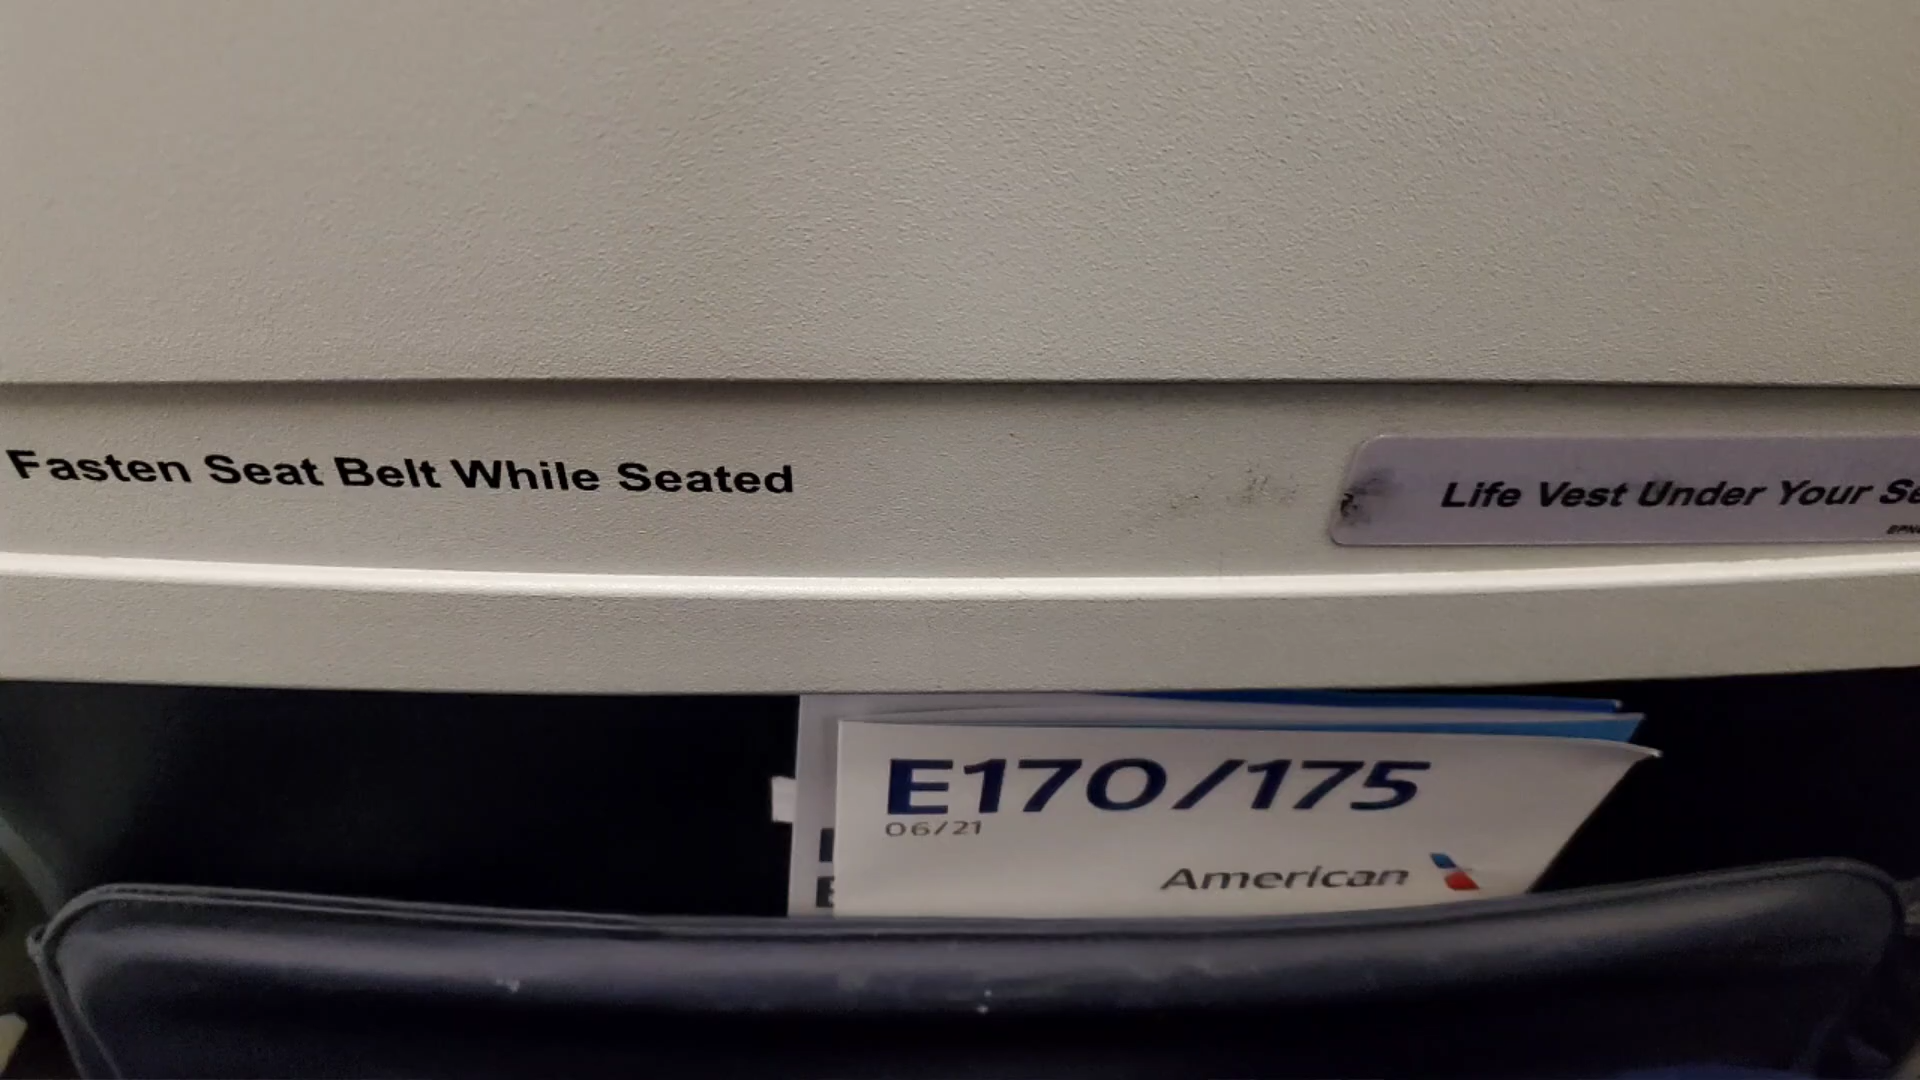 Fasten Seat Belt While Seated
Life Vest Under Your
E170/175
06/21
American